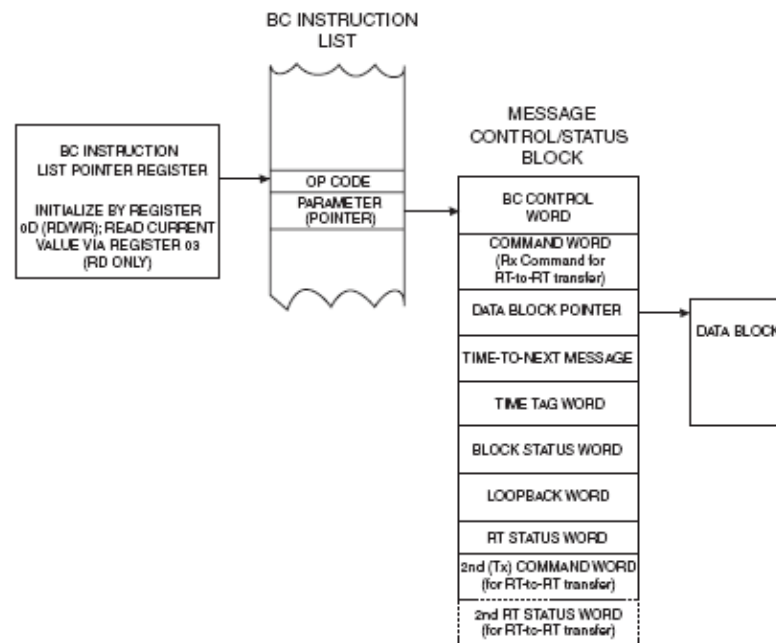 BC INSTRUCTION
LIST
BC INSTRUCTION
LIST POINTER REGISTER
INITIALIZE BY REGISTER
0D (RD/WR); READ CURRENT
VALUE VIA REGISTER 03
(RD ONLY)
OP CODE
PARAMETER
(POINTER)
MESSAGE
CONTROL/STATUS
BLOCK
BC CONTROL
WORD
COMMAND WORD
(Rx Command for
RT-to-RT transfer)
DATA BLOCK POINTER
TIME-TO-NEXT MESSAGE
TIME TAG WORD
BLOCK STATUS WORD
LOOPBACK WORD
RT STATUS WORD
2nd (Tx) COMMAND WORD
(for RT-to-RT transfer)
2nd RT STATUS WORD
(for RT-to-RT transfer)
DATA BLOCK